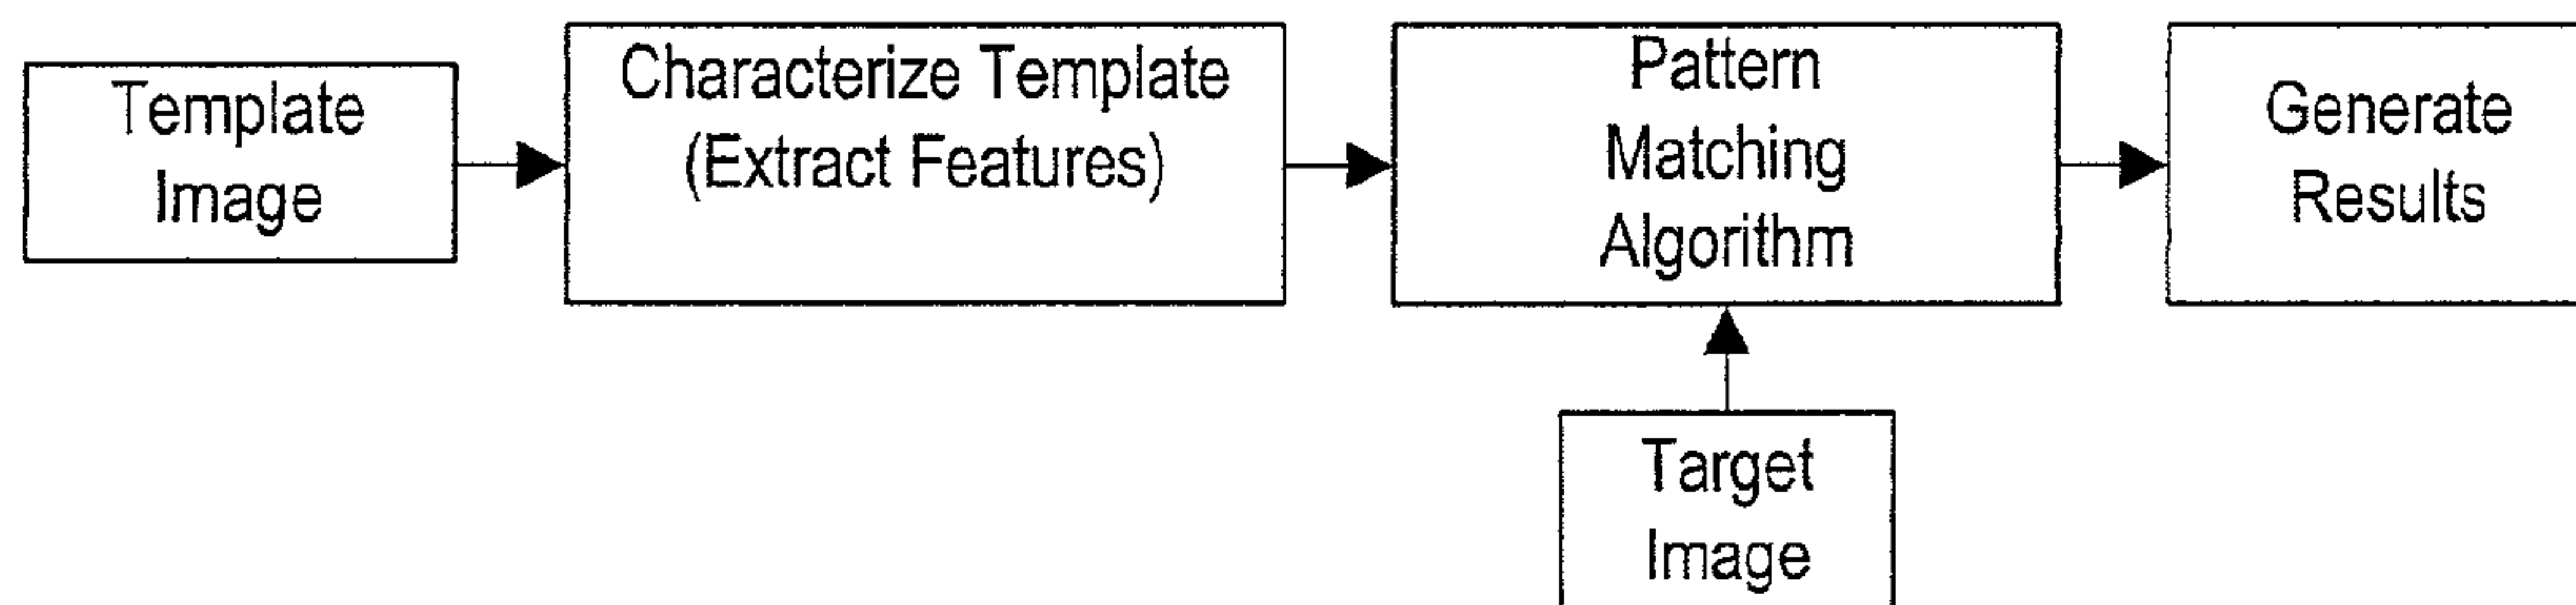 Template
Image
Characterize Template
(Extract Features)
Pattern
Matching
Algorithm
Generate
Results
Target
Image